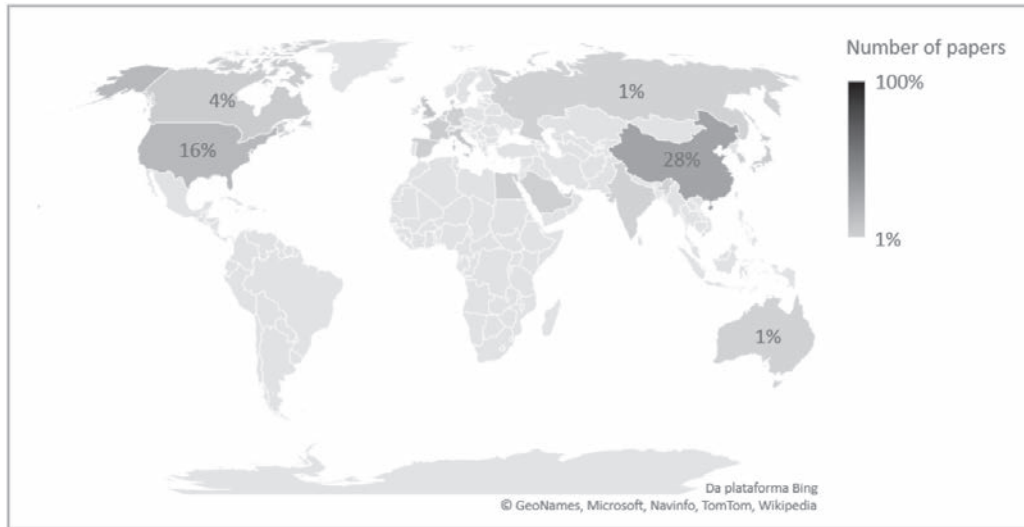 Number of papers
100%
4%
1%
16%
28%
1%
1%
Da plataforma Bing
© GeoNames, Microsoft, Navinfo, TomTom, Wikipedia